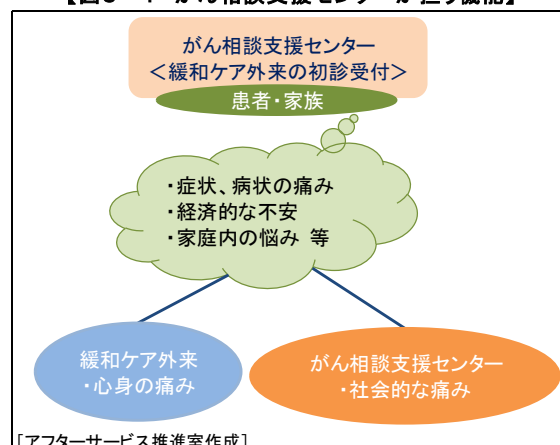 がん相談支援センター
<緩和ケア外来の初診受付>
患者・家族
・症状、病状の痛み
・経済的な不安
・家庭内の悩み 等
緩和ケア外来
・心身の痛み
がん相談支援センター
・社会的な痛み
[アフターサービス推進室作成]